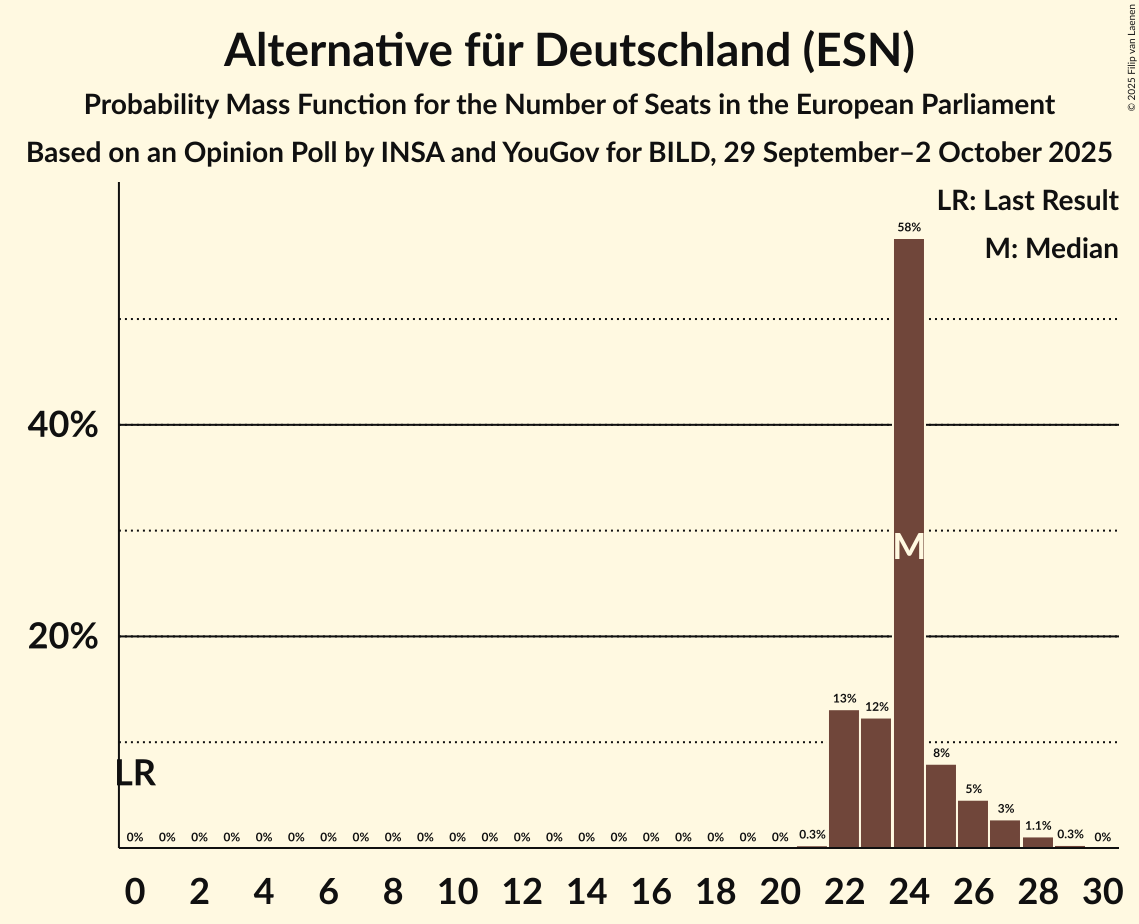 Alternative für Deutschland (ESN)
Probability Mass Function for the Number of Seats in the European Parliament
Based on an Opinion Poll by INSA and YouGov for BILD, 29 September–2 October 2025
© 2025 Filip van Laenen
LR: Last Result
M: Median
58%
40%
M
20%
13%
12%
8%
LR
5%
3%
1.1%
0% 0% 0% 0% 0% 0% 0% 0% 0% 0% 0% 0% 0% 0% 0% 0% 0% 0% 0% 0% 0% 0.3% 0.3% 0%
0 2 4 6 8 10 12 14 16 18 20 22 24 26 28 30